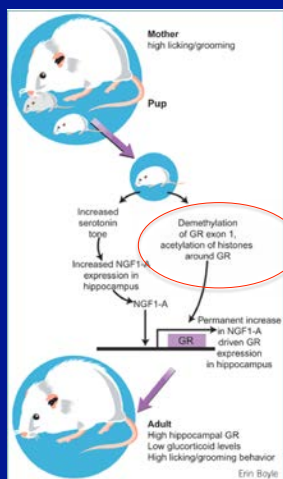 Mother
high licking/grooming
Pup
Increased
serotonin
tone
Demethylation
of GR exon 1,
acetylation of histones
around GR
Increased NGF1-A
expression in
hippocampus
NGF1-A
Permanent increase
in NGF1-A
driven GR
expression
in hippocampus
GR
Adult
High hippocampal GR
Low glucorticoid levels
High licking/grooming behavior
Erin Boyle